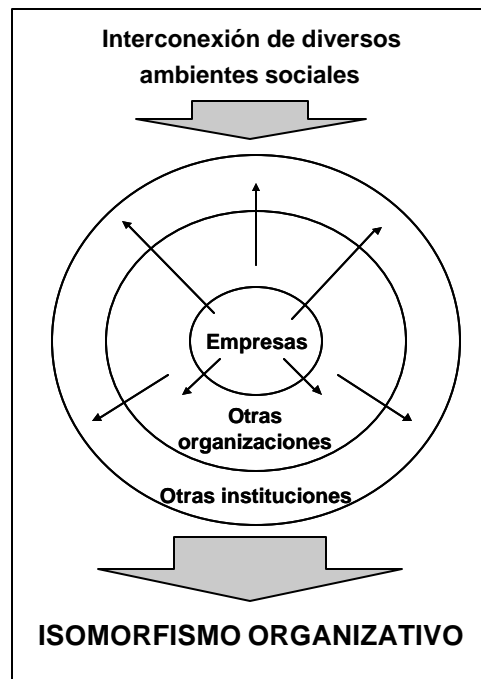 Interconexión de diversos
ambientes sociales
Empresas
Otras
organizaciones
Otras instituciones
ISOMORFISMO ORGANIZATIVO